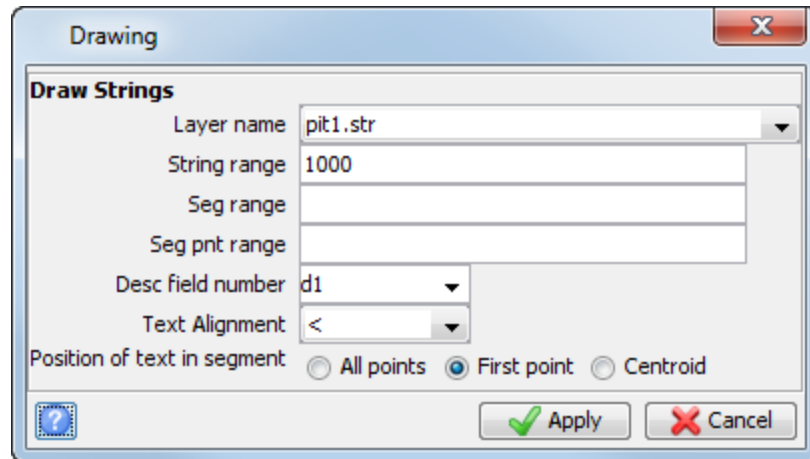 Drawing
Draw Strings
Layer name pit1.str
String range 1000
Seg range
Seg pnt range
Desc field number d1
Text Alignment <
Position of text in segment All points First point Centroid
? Apply Cancel